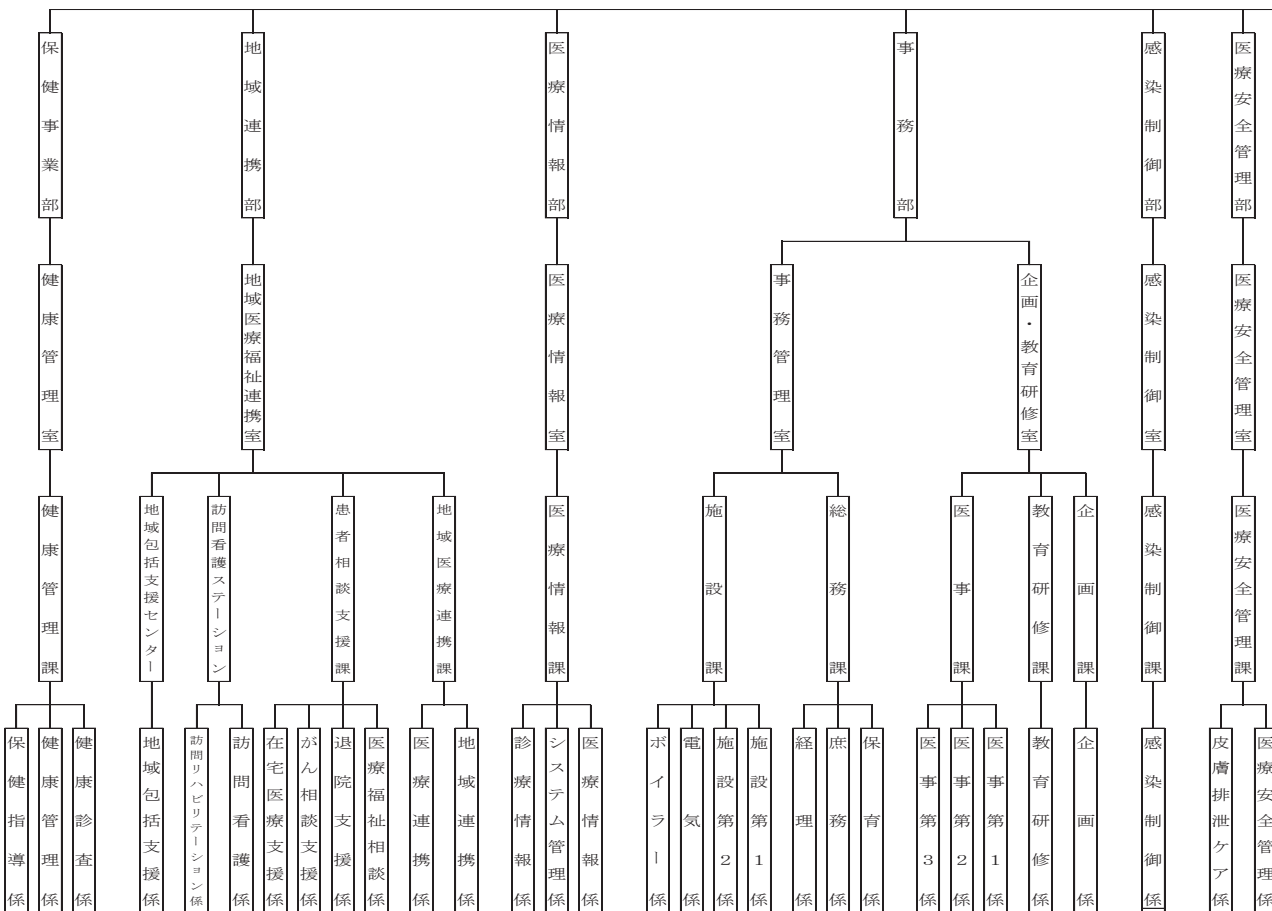 保健事業部
地域連携部
医療情報部
事務部
感染制御部
医療安全管理部
健康管理室
地域医療福祉連携室
医療情報室
事務管理室
企画・教育研修室
感染制御室
医療安全管理室
健康管理課
地域包括支援センター
訪問看護ステーション
患者相談支援課
地域医療連携課
医療情報課
施設課
総務課
医事課
教育研修課
企画課
感染制御課
医療安全管理課
保健指導係
健康管理係
健康診査係
地域包括支援係
訪問リハビリテーション係
訪問看護係
在宅医療支援係
がん相談支援係
退院支援係
医療福祉相談係
医療連携係
地域連携係
診療情報係
システム管理係
医療情報係
ボイラー係
電気係
施設第2係
施設第1係
経理係
庶務係
保育係
医事第3係
医事第2係
医事第1係
教育研修係
企画係
感染制御係
皮膚排泄ケア係
医療安全管理係